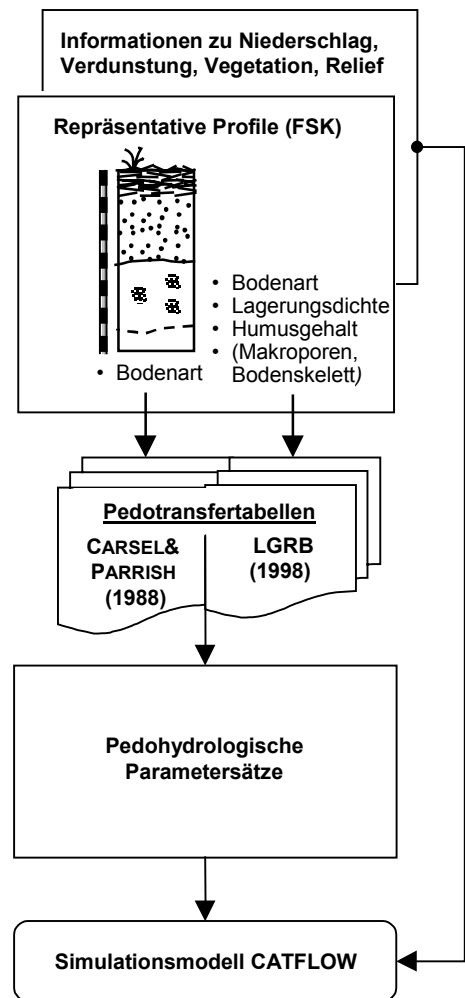 Informationen zu Niederschlag,
Verdunstung, Vegetation, Relief
Repräsentative Profile (FSK)
• Bodenart
• Bodenart
• Lagerungsdichte
• Humusgehalt
• (Makroporen,
Bodenskelett)
Pedotransfertabellen
CARSEL&
PARRISH
(1988)
LGRB
(1998)
Pedohydrologische
Parametersätze
Simulationsmodell CATFLOW